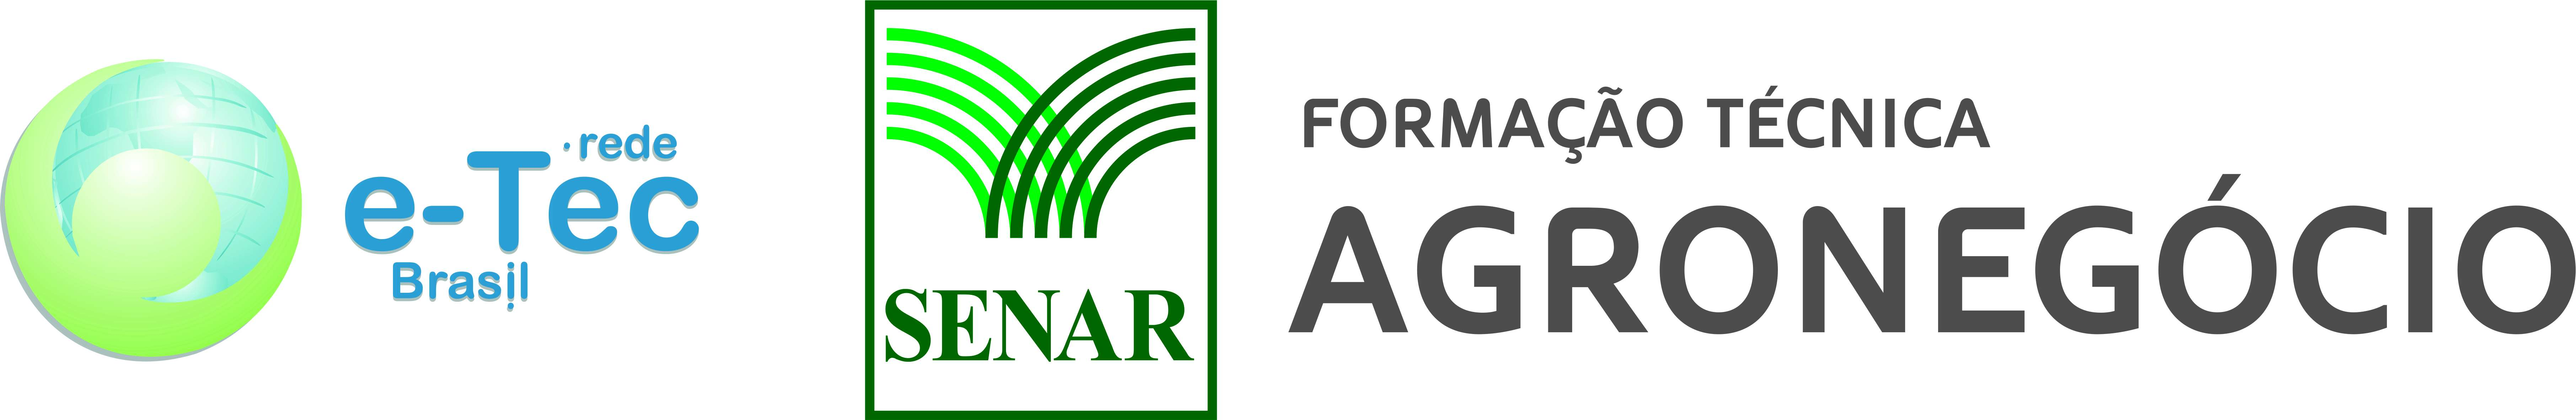 rede
e-Tec
Brasil
SENAR
FORMAÇÃO TÉCNICA
AGRONEGÓCIO